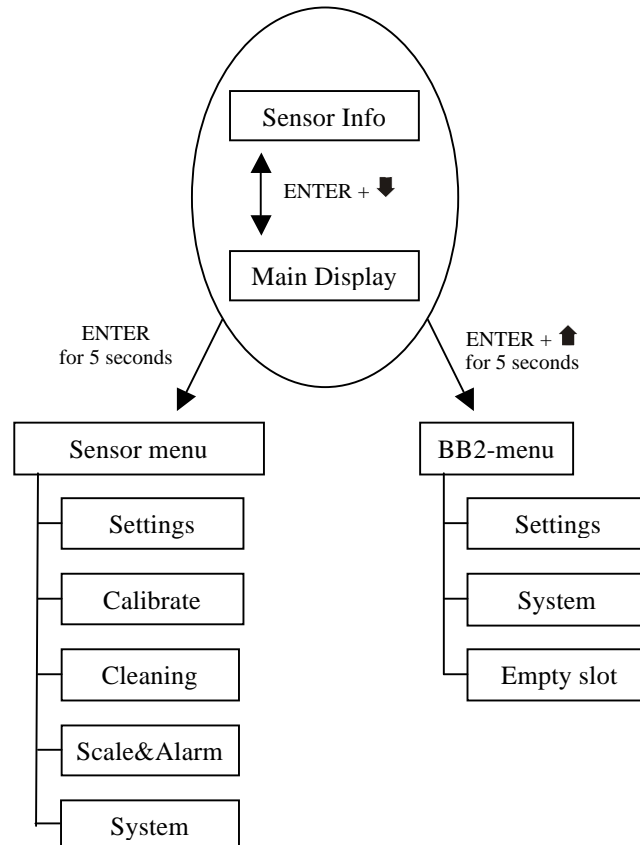 Sensor Info
ENTER + 🡇
Main Display
ENTER
for 5 seconds
ENTER + 🡅
for 5 seconds
Sensor menu
Settings
Calibrate
Cleaning
Scale&Alarm
System
BB2-menu
Settings
System
Empty slot